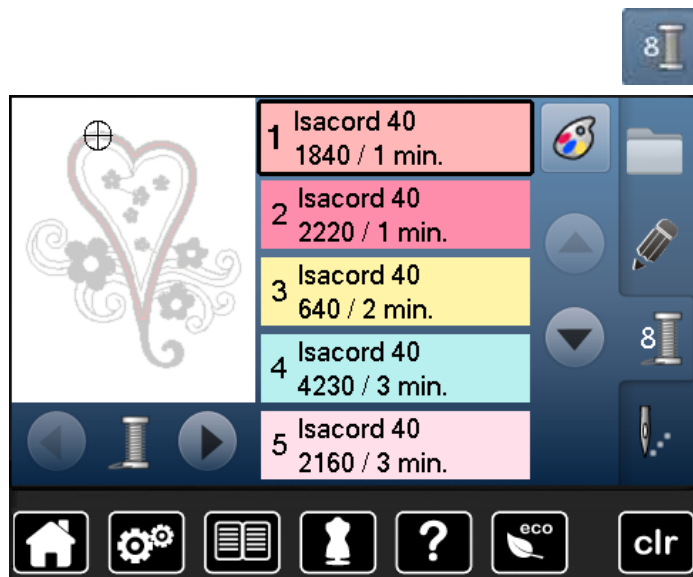 8
1 Isacord 40
1840 / 1 min.
2 Isacord 40
2220 / 1 min.
3 Isacord 40
640 / 2 min.
8
4 Isacord 40
4230 / 3 min.
5 Isacord 40
2160 / 3 min.
?
eco
clr